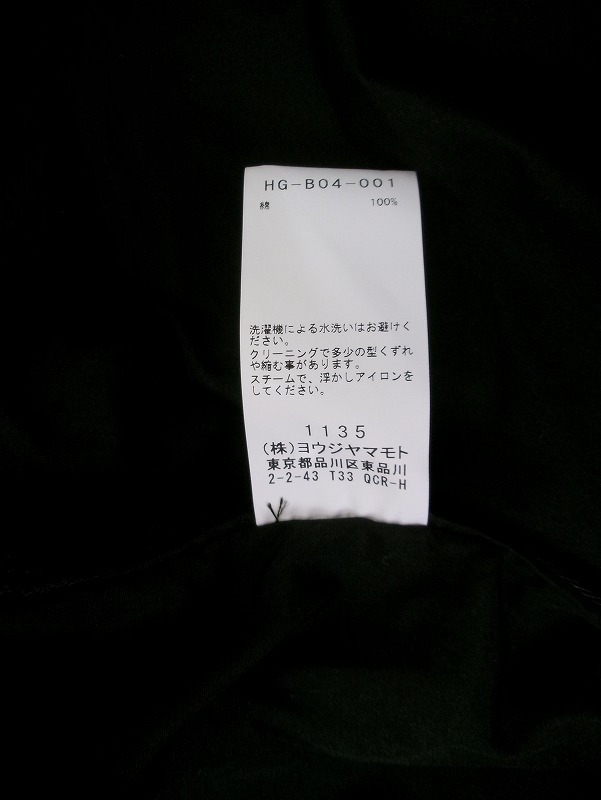 HG-B04-001
綿 100%
洗濯機による水洗いはお避けく
ださい。
クリーニングで多少の型くずれ
や縮む事があります。
スチームで、浮かしアイロンを
してください。
1135
(株)ヨウジヤマモト
東京都品川区東品川
2-2-43 T33 QCR-H